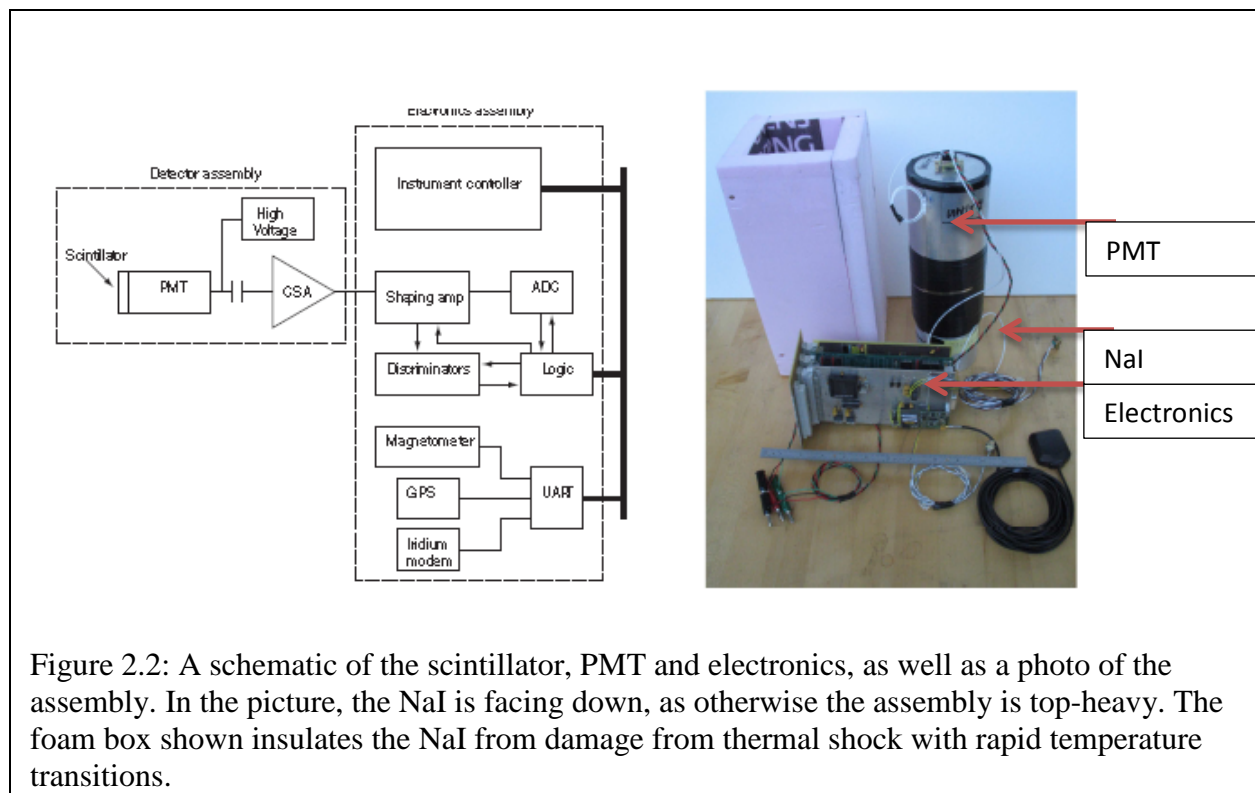 Electronics assembly
Detector assembly
Instrument controller
High
Voltage
Scintillator
PMT
CSA
Shaping amp
ADC
Discriminators
Logic
Magnetometer
GPS
UART
Iridium
modem
NG
PMT
NaI
Electronics
Figure 2.2: A schematic of the scintillator, PMT and electronics, as well as a photo of the
assembly. In the picture, the NaI is facing down, as otherwise the assembly is top-heavy. The
foam box shown insulates the NaI from damage from thermal shock with rapid temperature
transitions.